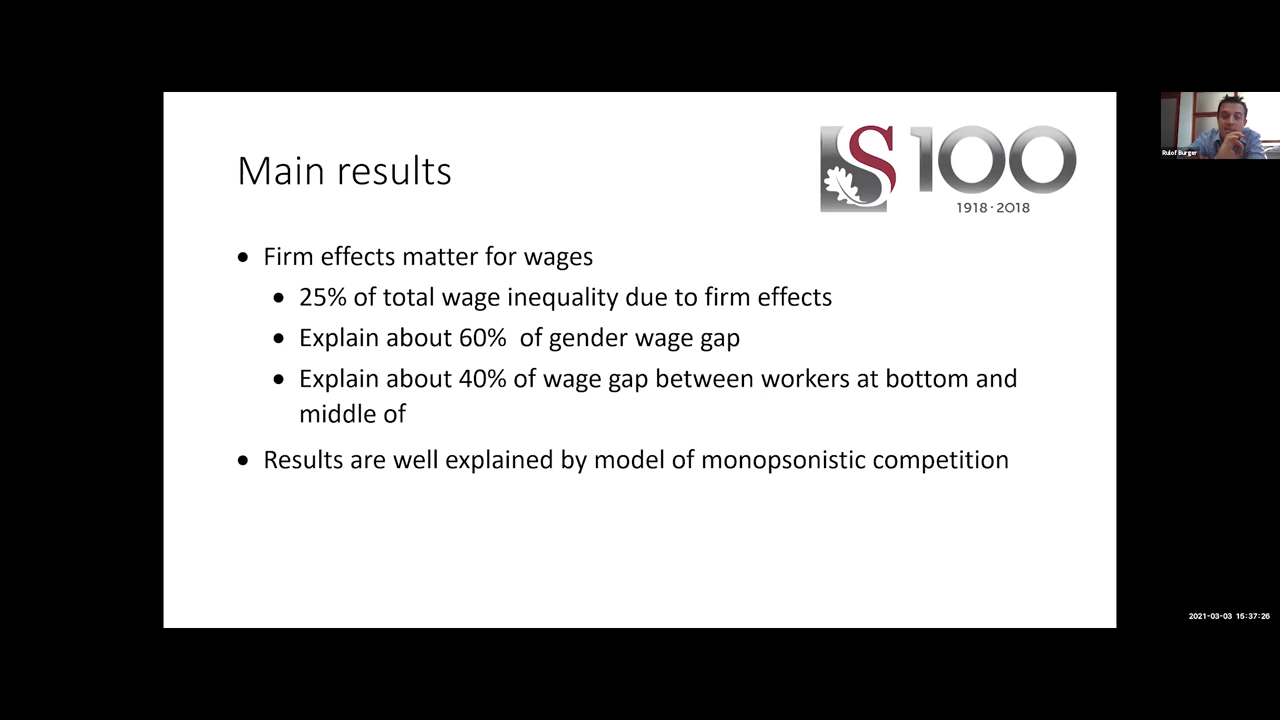 Main results
S100
1918·2018
• Firm effects matter for wages
• 25% of total wage inequality due to firm effects
• Explain about 60%  of gender wage gap
• Explain about 40% of wage gap between workers at bottom and
middle of
• Results are well explained by model of monopsonistic competition
Rulof Burger
2021-03-03 15:37:26